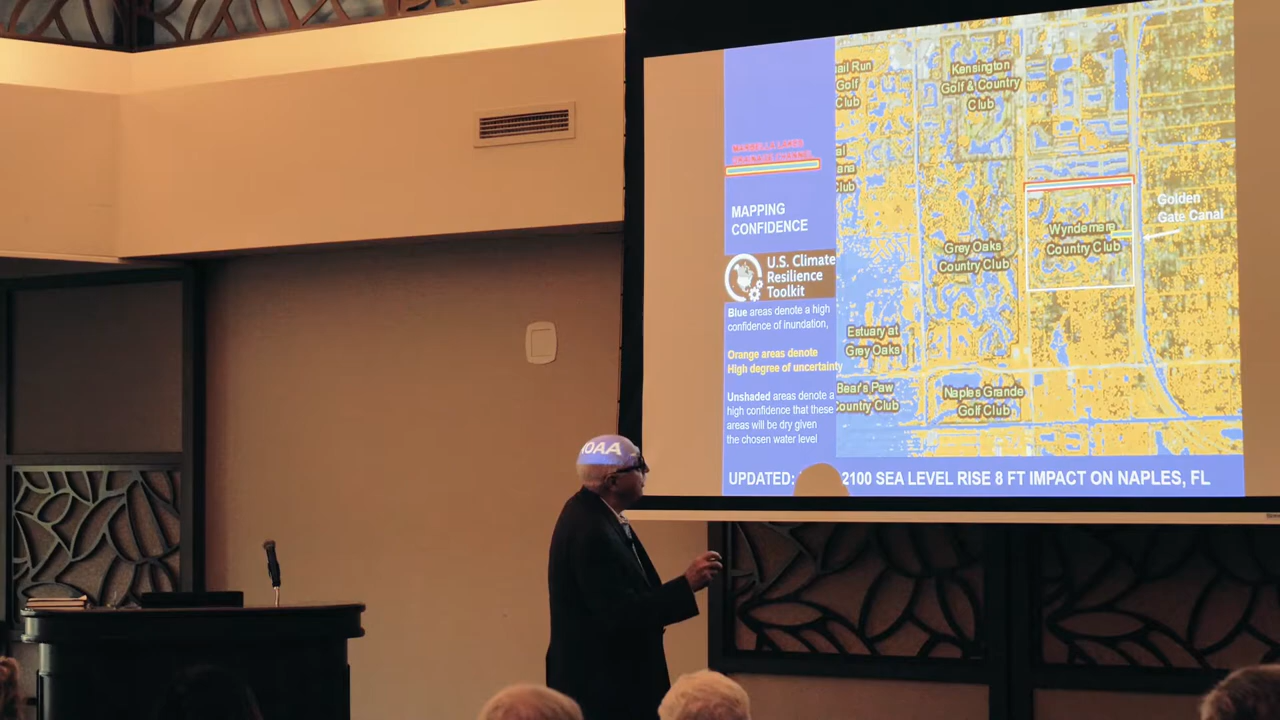 MARBELLA LAKES
DRAINAGE CHANNEL
MAPPING
CONFIDENCE
U.S. Climate
Resilience
Toolkit
Blue areas denote a high
confidence of inundation,
Orange areas denote
High degree of uncertainty
Unshaded areas denote a
high confidence that these
areas will be dry given
the chosen water level
ail Run
Golf
Club
Kensington
Golf & Country
Club
Golden
Gate Canal
Wyndemere
Country Club
Grey Oaks
Country Club
Estuary at
Grey Oaks
Bear's Paw
Country Club
Naples Grande
Golf Club
NOAA
UPDATED: 2100 SEA LEVEL RISE 8 FT IMPACT ON NAPLES, FL